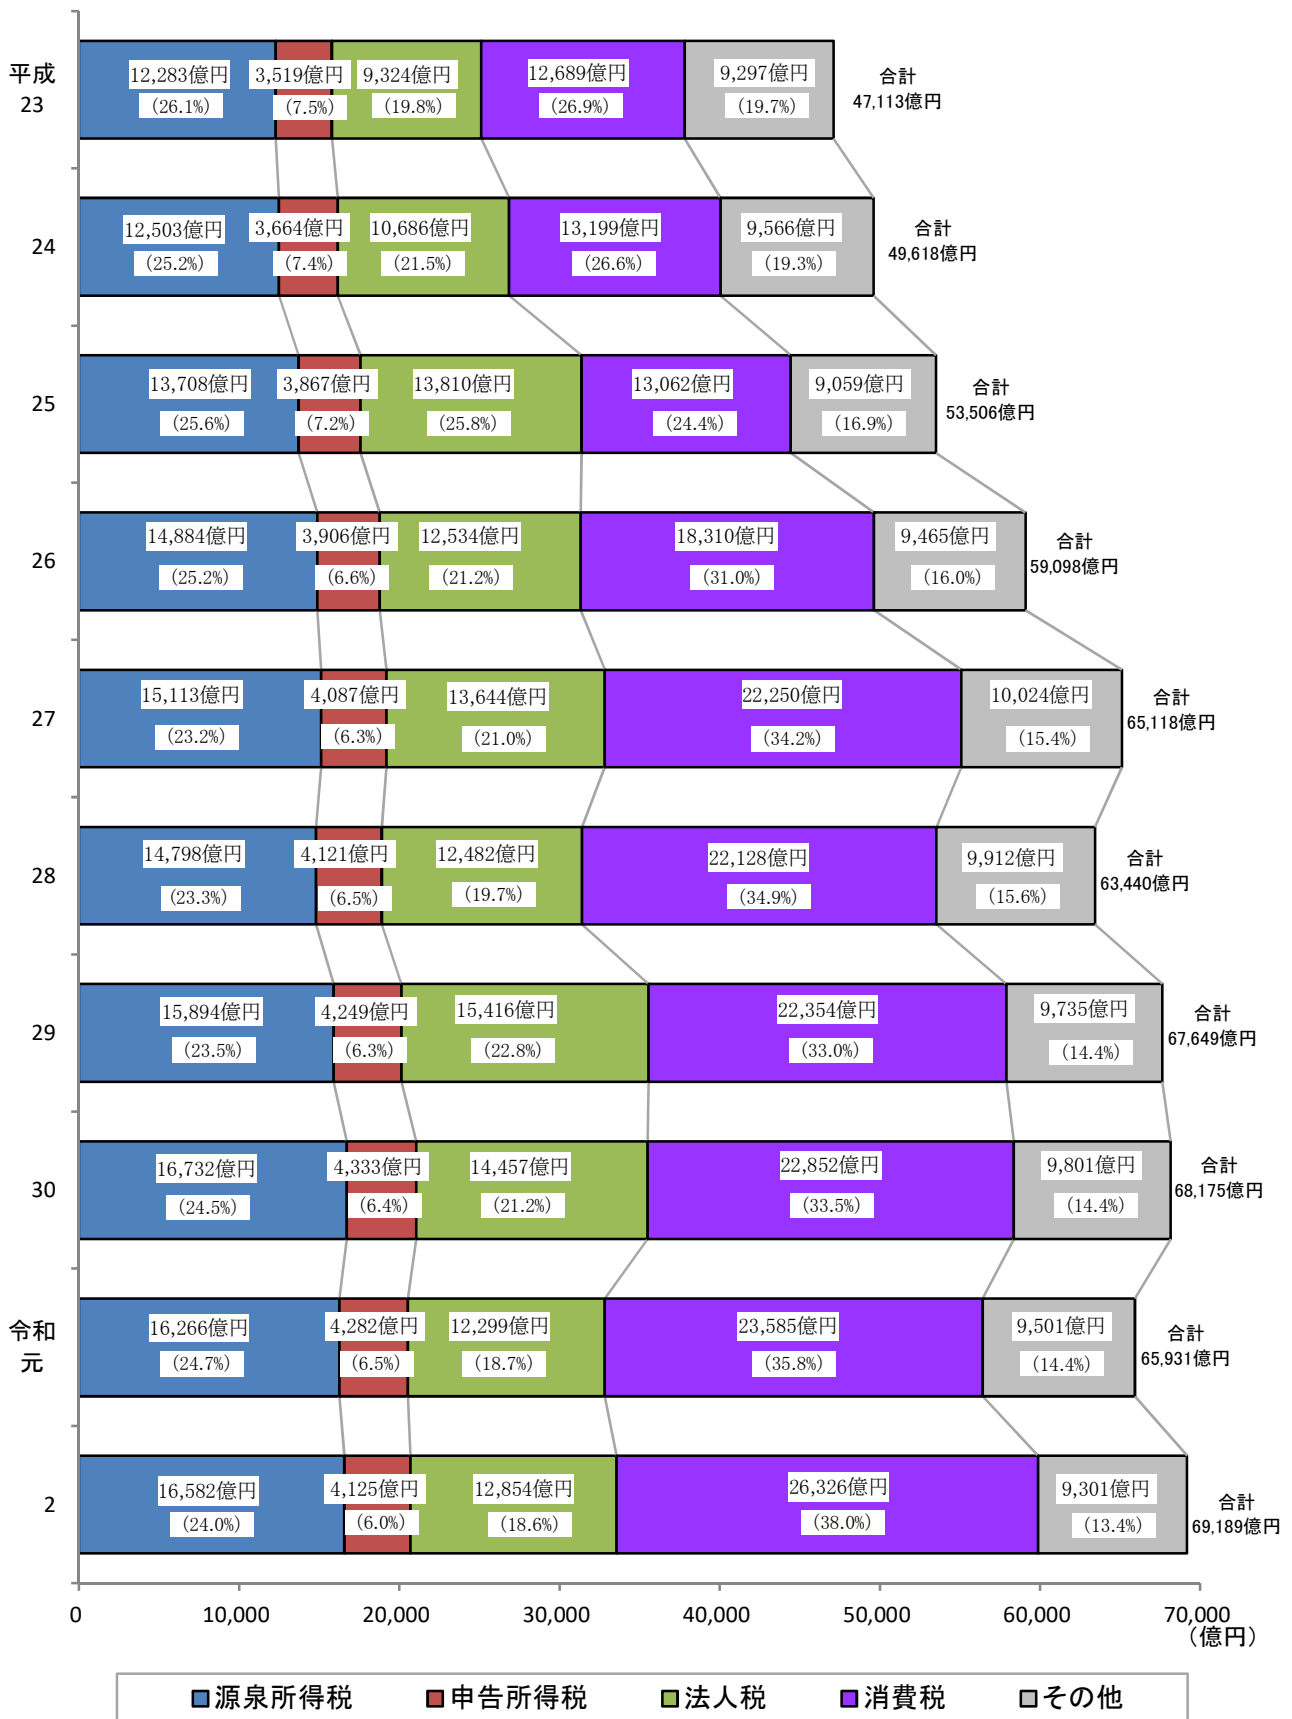 平成
23
12,283億円 3,519億円 9,324億円 12,689億円 9,297億円 合計
(26.1%) (7.5%) (19.8%) (26.9%) (19.7%) 47,113億円
24
12,503億円 3,664億円 10,686億円 13,199億円 9,566億円 合計
(25.2%) (7.4%) (21.5%) (26.6%) (19.3%) 49,618億円
25
13,708億円 3,867億円 13,810億円 13,062億円 9,059億円 合計
(25.6%) (7.2%) (25.8%) (24.4%) (16.9%) 53,506億円
26
14,884億円 3,906億円 12,534億円 18,310億円 9,465億円 合計
(25.2%) (6.6%) (21.2%) (31.0%) (16.0%) 59,098億円
27
15,113億円 4,087億円 13,644億円 22,250億円 10,024億円 合計
(23.2%) (6.3%) (21.0%) (34.2%) (15.4%) 65,118億円
28
14,798億円 4,121億円 12,482億円 22,128億円 9,912億円 合計
(23.3%) (6.5%) (19.7%) (34.9%) (15.6%) 63,440億円
29
15,894億円 4,249億円 15,416億円 22,354億円 9,735億円 合計
(23.5%) (6.3%) (22.8%) (33.0%) (14.4%) 67,649億円
30
16,732億円 4,333億円 14,457億円 22,852億円 9,801億円 合計
(24.5%) (6.4%) (21.2%) (33.5%) (14.4%) 68,175億円
令和
元
16,266億円 4,282億円 12,299億円 23,585億円 9,501億円 合計
(24.7%) (6.5%) (18.7%) (35.8%) (14.4%) 65,931億円
2
16,582億円 4,125億円 12,854億円 26,326億円 9,301億円 合計
(24.0%) (6.0%) (18.6%) (38.0%) (13.4%) 69,189億円
0 10,000 20,000 30,000 40,000 50,000 60,000 70,000
(億円)
源泉所得税 申告所得税 法人税 消費税 その他